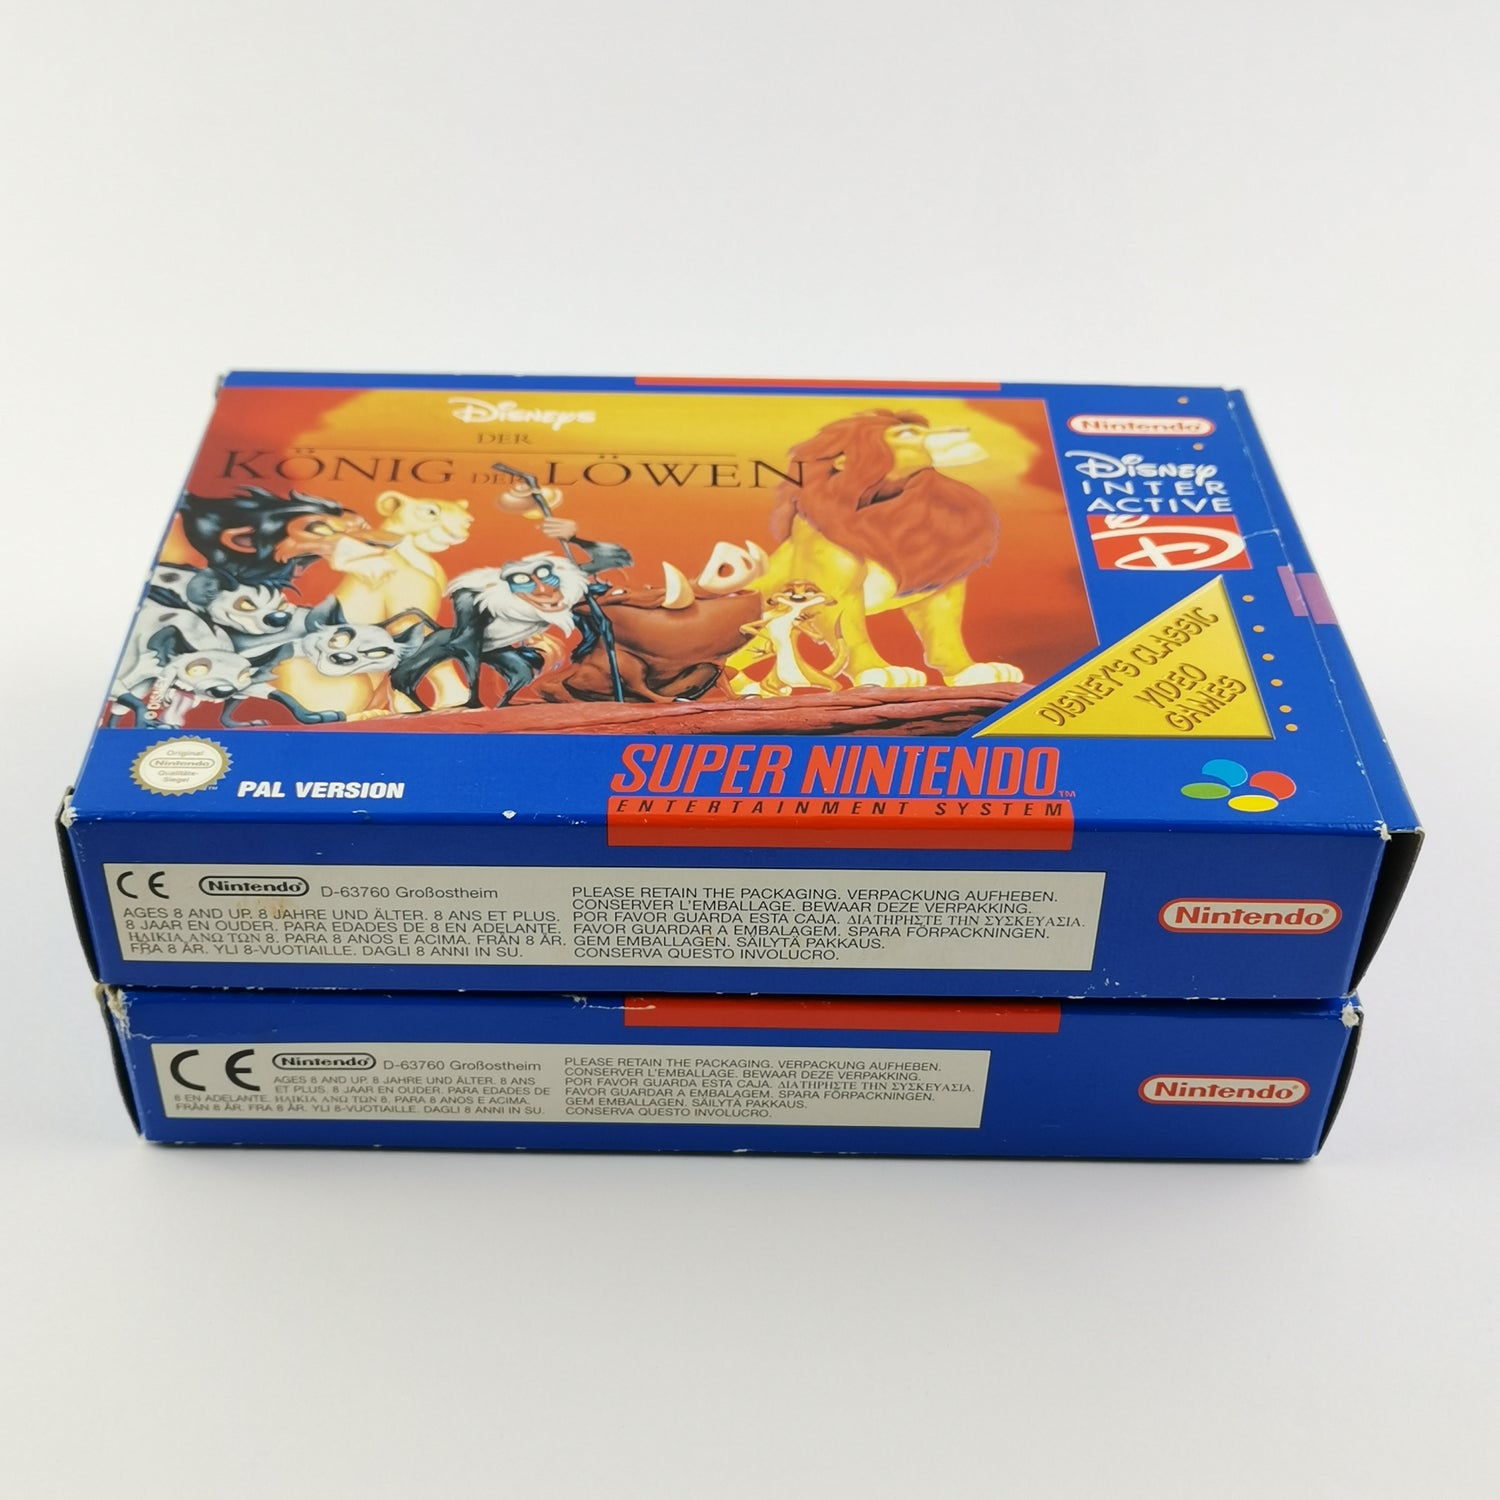 Disney's
DER
KÖNIG DER LÖWEN
© DISNEY
Nintendo
Disney
INTER
ACTIVE
D
DISNEY'S CLASSIC
VIDEO
GAMES
Original
Nintendo
Qualitäts-
Siegel
TM
PAL VERSION
SUPER NINTENDO TM
ENTERTAINMENT SYSTEM
CE Nintendo® D-63760 Großostheim
AGES 8 AND UP. 8 JAHRE UND ÄLTER. 8 ANS ET PLUS.
8 JAAR EN OUDER. PARA EDADES DE 8 EN ADELANTE.
ΗΛΙΚΙΑ ΑΝΩ ΤΩΝ 8. PARA 8 ANOS E ACIMA. FRÅN 8 ÅR.
FRA 8 ÅR. YLI 8-VUOTIAILLE. DAGLI 8 ANNI IN SU.
PLEASE RETAIN THE PACKAGING. VERPACKUNG AUFHEBEN.
CONSERVER L'EMBALLAGE. BEWAAR DEZE VERPAKKING.
POR FAVOR GUARDA ESTA CAJA. ΔΙΑΤΗΡΗΣΤΕ ΤΗΝ ΣΥΣΚΕΥΑΣΙΑ.
FAVOR GUARDAR A EMBALAGEM. SPARA FÖRPACKNINGEN.
GEM EMBALLAGEN. SÄILYTÄ PAKKAUS.
CONSERVA QUESTO INVOLUCRO.
Nintendo®
CE Nintendo® D-63760 Großostheim
AGES 8 AND UP. 8 JAHRE UND ÄLTER. 8 ANS
ET PLUS. 8 JAAR EN OUDER. PARA EDADES DE
8 EN ADELANTE. ΗΛΙΚΙΑ ΑΝΩ ΤΩΝ 8. PARA 8 ANOS E ACIMA.
FRÅN 8 ÅR. FRA 8 ÅR. YLI 8-VUOTIAILLE. DAGLI 8 ANNI IN SU.
PLEASE RETAIN THE PACKAGING. VERPACKUNG AUFHEBEN.
CONSERVER L'EMBALLAGE. BEWAAR DEZE VERPAKKING.
POR FAVOR GUARDA ESTA CAJA. ΔΙΑΤΗΡΗΣΤΕ ΤΗΝ ΣΥΣΚΕΥΑΣΙΑ.
FAVOR GUARDAR A EMBALAGEM. SPARA FÖRPACKNINGEN.
GEM EMBALLAGEN. SÄILYTÄ PAKKAUS.
CONSERVA QUESTO INVOLUCRO.
Nintendo®